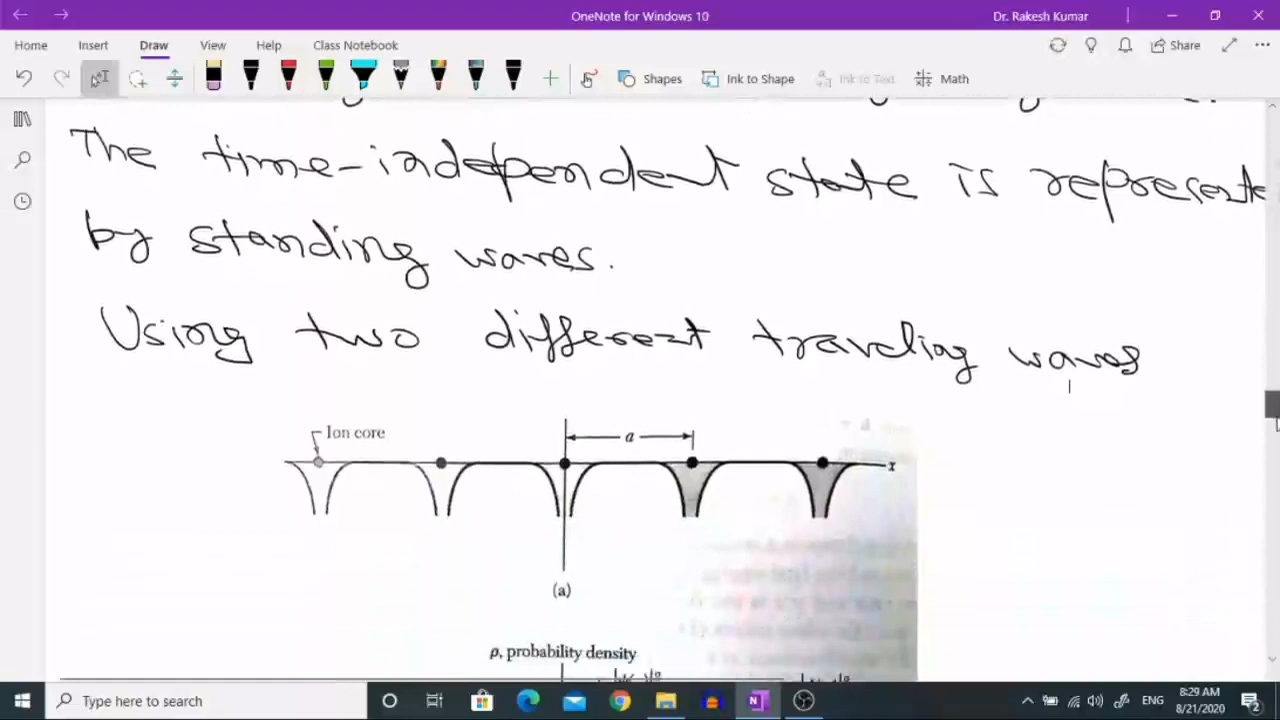 OneNote for Windows 10
Dr. Rakesh Kumar
Home Insert Draw View Help Class Notebook
Share
Shapes Ink to Shape Ink to Text Math
The time-independent state is represente
by standing waves.
Using two different traveling waves
Ion core
a
x
(a)
ρ, probability density
Type here to search
ENG
8:29 AM
8/21/2020
2